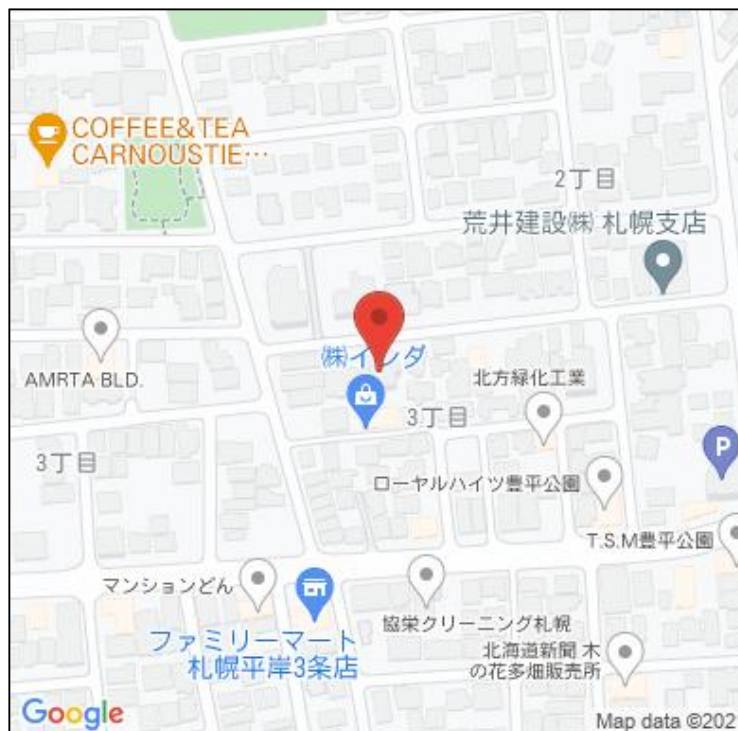 COFFEE&TEA
CARNOUSTIE…
2丁目
荒井建設㈱ 札幌支店
AMRTA BLD.
㈱インダ
北方緑化工業
3丁目
3丁目
ローヤルハイツ豊平公園
P
T.S.M豊平公園
マンションどん
ファミリーマート
札幌平岸3条店
協栄クリーニング札幌
北海道新聞 木
の花多畑販売所
Google
Map data ©202